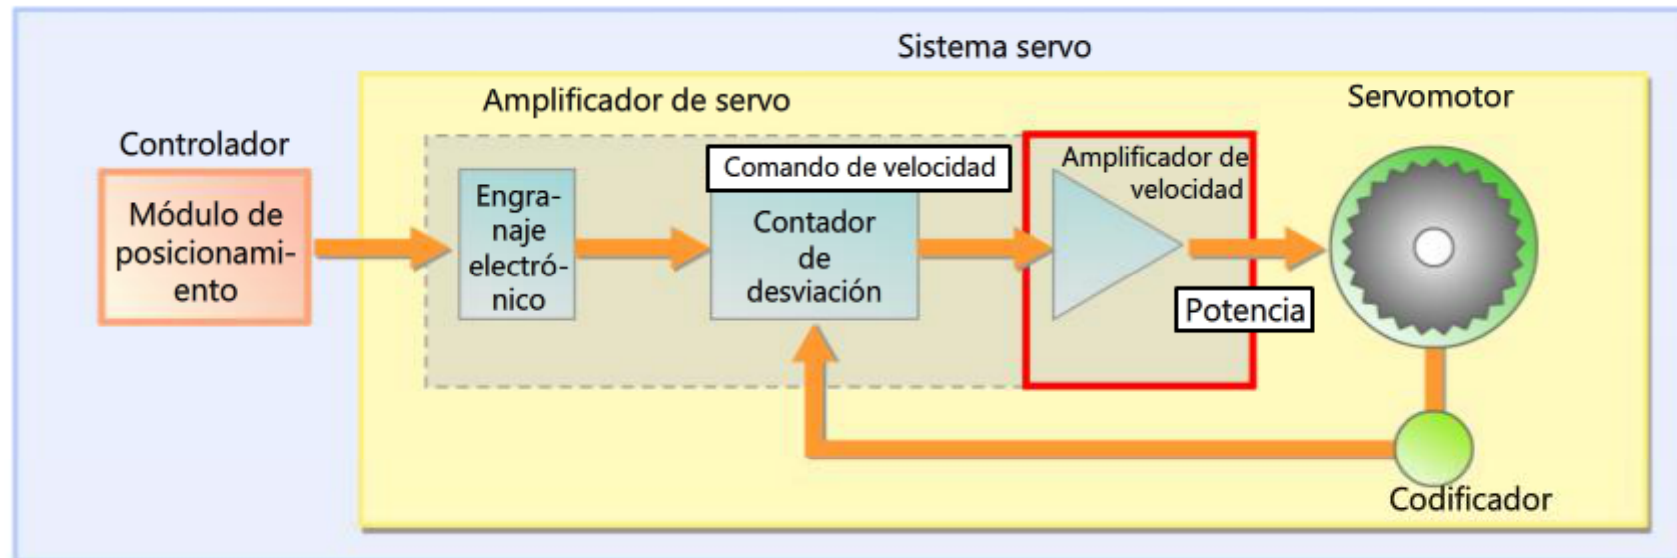 Sistema servo
Amplificador de servo
Servomotor
Controlador
Módulo de
posicionami-
ento
Engra-
naje
electró-
nico
Comando de velocidad
Contador
de
desviación
Amplificador de
velocidad
Potencia
Codificador